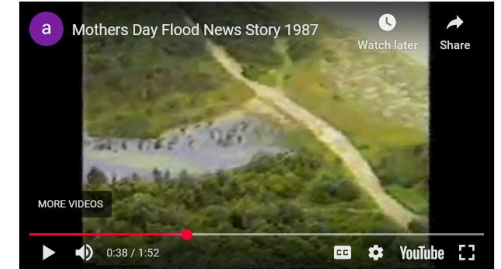 a Mothers Day Flood News Story 1987
Watch later Share
MORE VIDEOS
0:38 / 1:52 CC YouTube